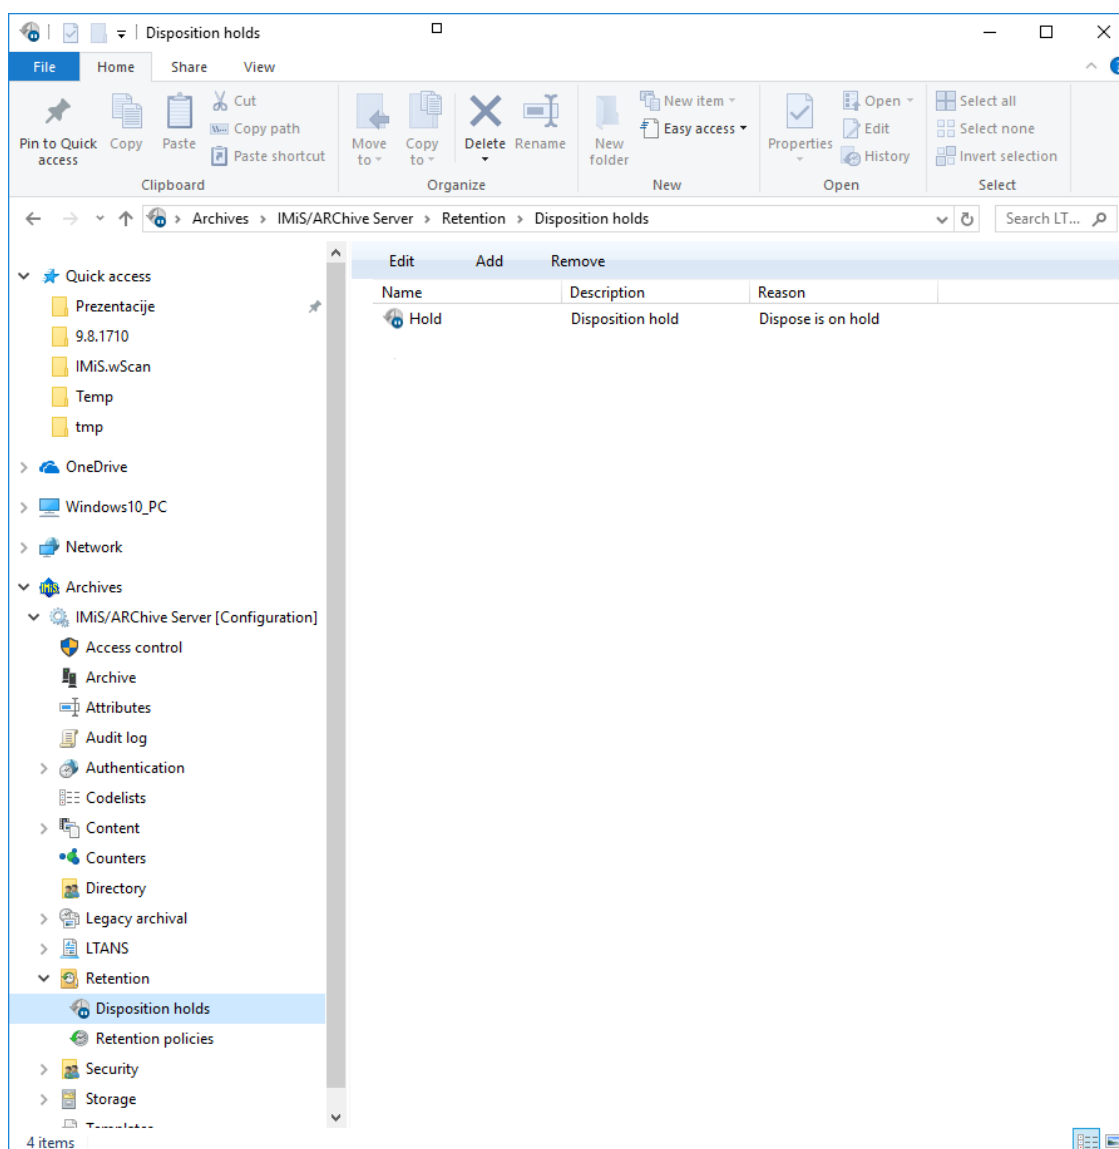 Disposition holds
File Home Share View
Pin to Quick access
Copy
Paste
Cut
Copy path
Paste shortcut
Clipboard
Move to
Copy to
Delete
Rename
Organize
New folder
New item
Easy access
New
Properties
Open
Edit
History
Open
Select all
Select none
Invert selection
Select
Archives > IMiS/ARChive Server > Retention > Disposition holds
Search LT...
Quick access
Prezentacije
9.8.1710
IMiS.wScan
Temp
tmp
OneDrive
Windows10_PC
Network
Archives
IMiS/ARChive Server [Configuration]
Access control
Archive
Attributes
Audit log
Authentication
Codelists
Content
Counters
Directory
Legacy archival
LTANS
Retention
Disposition holds
Retention policies
Security
Storage
Templates
Edit Add Remove
Name Description Reason
Hold Disposition hold Dispose is on hold
4 items